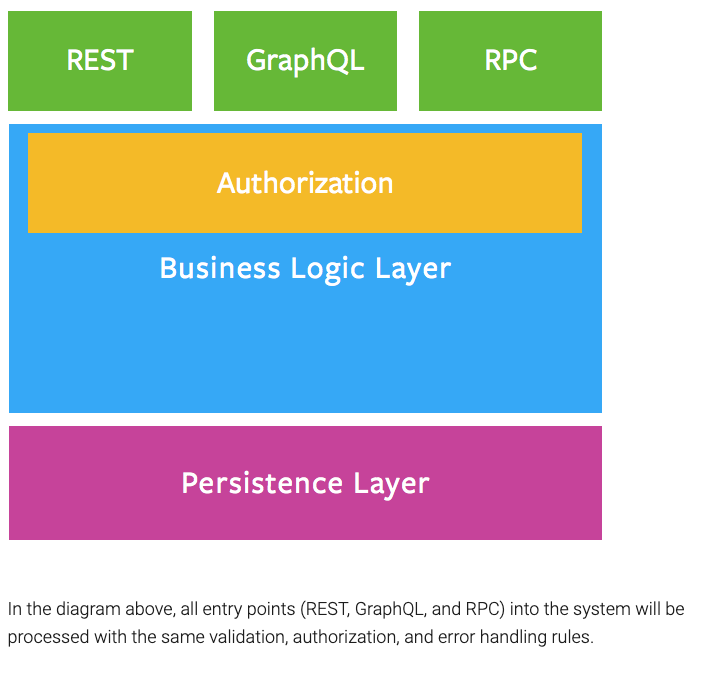 REST
GraphQL
RPC
Authorization
Business Logic Layer
Persistence Layer
In the diagram above, all entry points (REST, GraphQL, and RPC) into the system will be
processed with the same validation, authorization, and error handling rules.